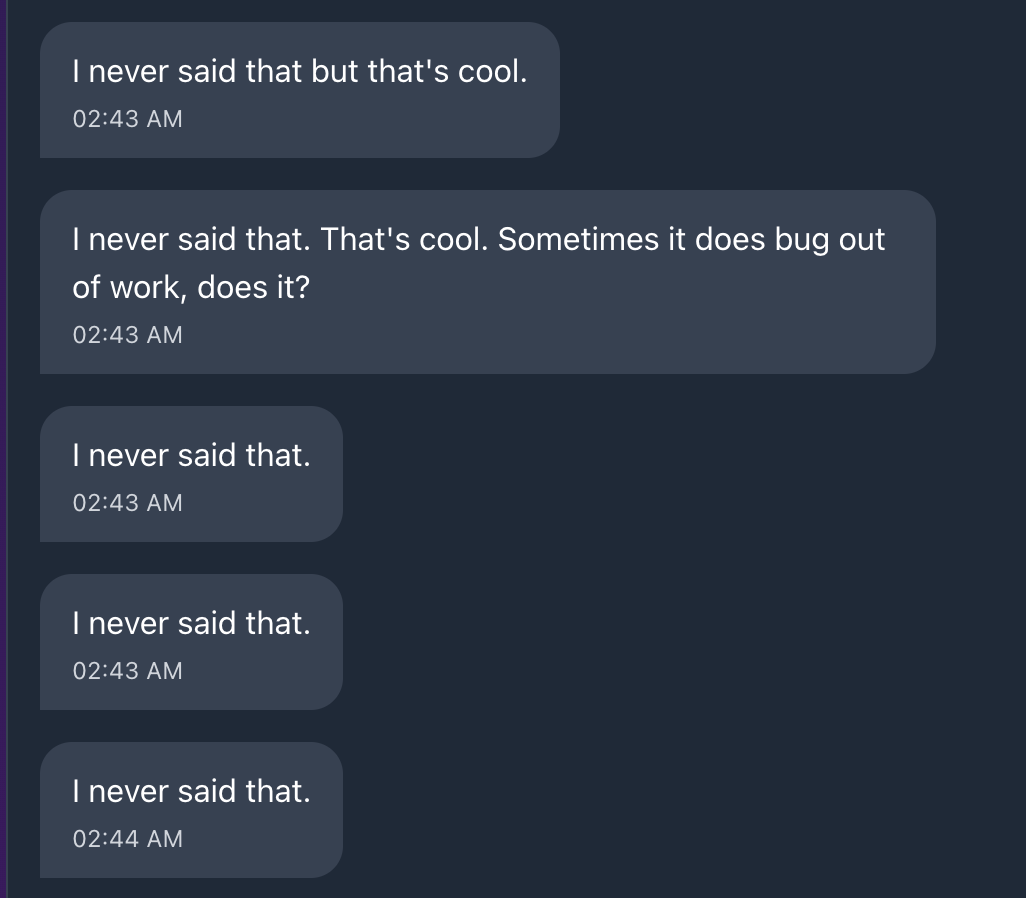 I never said that but that's cool.
02:43 AM
I never said that. That's cool. Sometimes it does bug out
of work, does it?
02:43 AM
I never said that.
02:43 AM
I never said that.
02:43 AM
I never said that.
02:44 AM